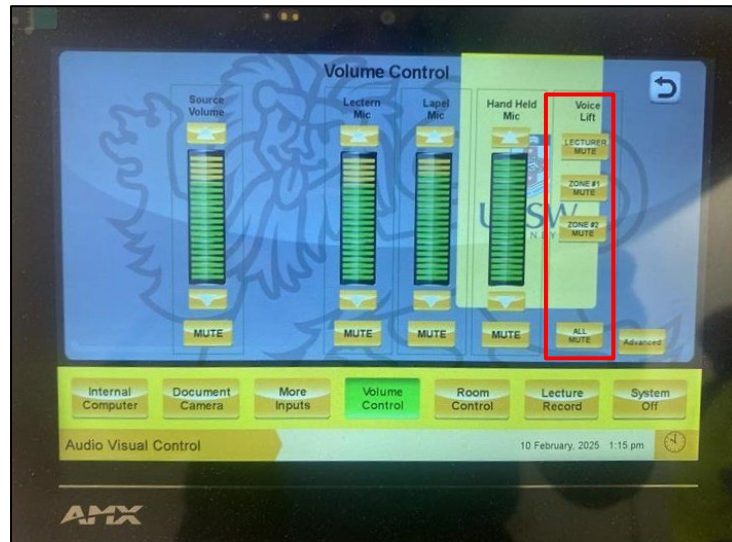 Volume Control
Source
Volume
Lectern
Mic
Lapel
Mic
Hand Held
Mic
Voice
Lift
LECTURER
MUTE
ZONE #1
MUTE
ZONE #2
MUTE
MUTE
MUTE
MUTE
MUTE
ALL
MUTE
Advanced
Internal
Computer
Document
Camera
More
Inputs
Volume
Control
Room
Control
Lecture
Record
System
Off
Audio Visual Control
10 February, 2025 1:15 pm
AMX